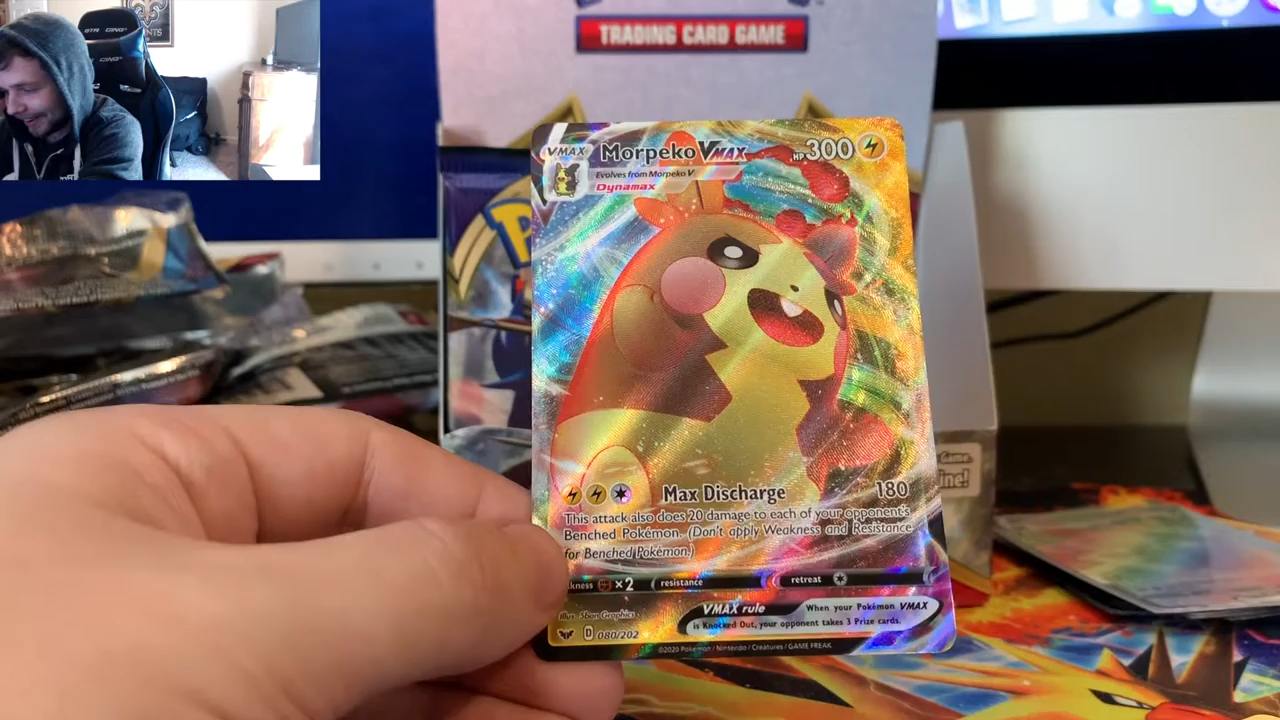 TRADING CARD GAME
VMAX Morpeko VMAX HP 300
Evolves from Morpeko V
Dynamax
Max Discharge 180
This attack also does 20 damage to each of your opponent's
Benched Pokémon. (Don't apply Weakness and Resistance
for Benched Pokémon.)
kness ×2 resistance retreat
VMAX rule When your Pokémon VMAX
is Knocked Out, your opponent takes 3 Prize cards.
Illus. 5ban Graphics
D 080/202
©2020 Pokémon / Nintendo / Creatures / GAME FREAK
Game.
ine!